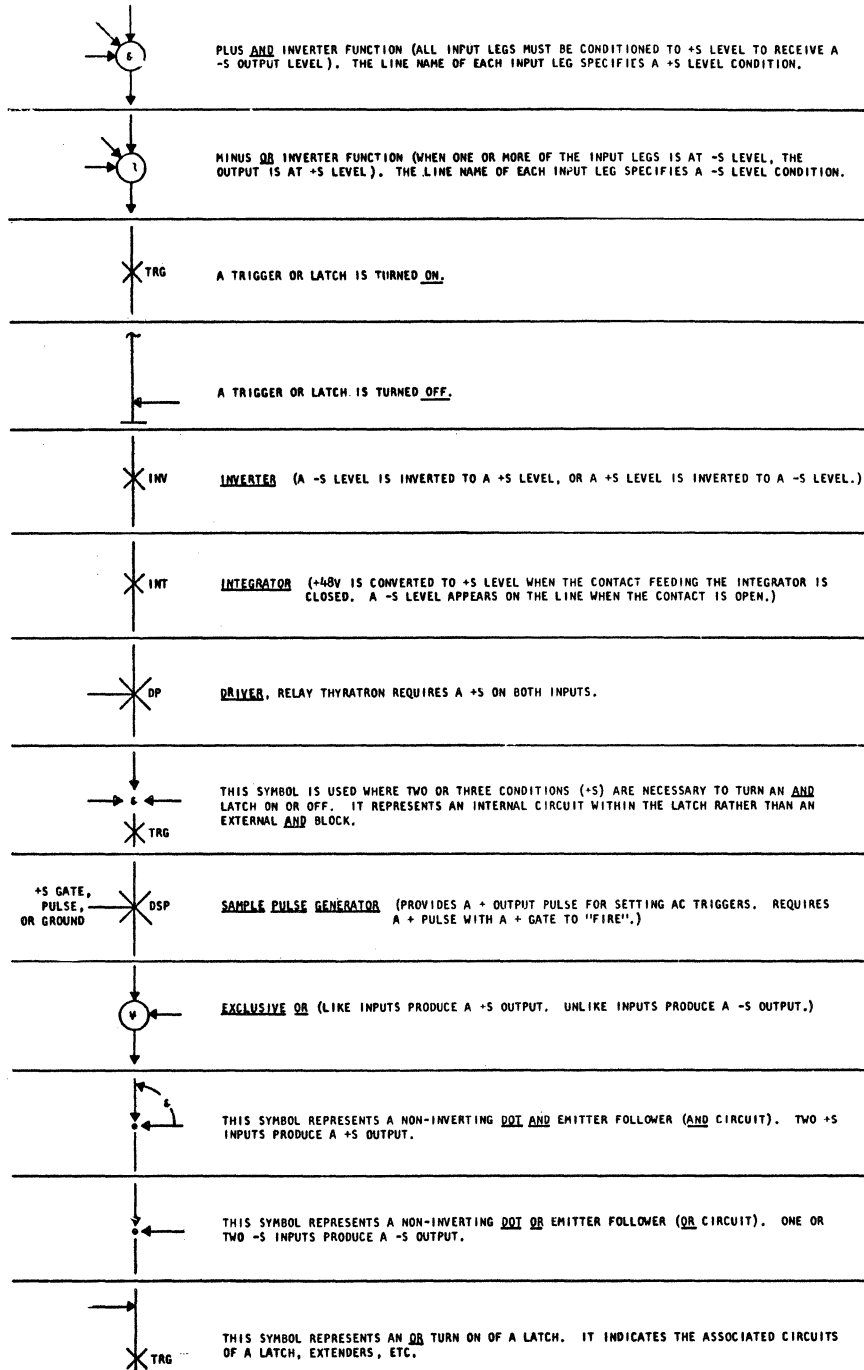 &
PLUS AND INVERTER FUNCTION (ALL INPUT LEGS MUST BE CONDITIONED TO +S LEVEL TO RECEIVE A
-S OUTPUT LEVEL). THE LINE NAME OF EACH INPUT LEG SPECIFIES A +S LEVEL CONDITION.
MINUS OR INVERTER FUNCTION (WHEN ONE OR MORE OF THE INPUT LEGS IS AT -S LEVEL, THE
OUTPUT IS AT +S LEVEL). THE LINE NAME OF EACH INPUT LEG SPECIFIES A -S LEVEL CONDITION.
TRG
A TRIGGER OR LATCH IS TURNED ON.
A TRIGGER OR LATCH IS TURNED OFF.
INV
INVERTER (A -S LEVEL IS INVERTED TO A +S LEVEL, OR A +S LEVEL IS INVERTED TO A -S LEVEL.)
INT
INTEGRATOR (+48V IS CONVERTED TO +S LEVEL WHEN THE CONTACT FEEDING THE INTEGRATOR IS
CLOSED. A -S LEVEL APPEARS ON THE LINE WHEN THE CONTACT IS OPEN.)
DP
DRIVER, RELAY THYRATRON REQUIRES A +S ON BOTH INPUTS.
&
TRG
THIS SYMBOL IS USED WHERE TWO OR THREE CONDITIONS (+S) ARE NECESSARY TO TURN AN AND
LATCH ON OR OFF. IT REPRESENTS AN INTERNAL CIRCUIT WITHIN THE LATCH RATHER THAN AN
EXTERNAL AND BLOCK.
+S GATE,
PULSE,
OR GROUND
DSP
SAMPLE PULSE GENERATOR (PROVIDES A + OUTPUT PULSE FOR SETTING AC TRIGGERS. REQUIRES
A + PULSE WITH A + GATE TO "FIRE".)
EXCLUSIVE OR (LIKE INPUTS PRODUCE A +S OUTPUT. UNLIKE INPUTS PRODUCE A -S OUTPUT.)
&
THIS SYMBOL REPRESENTS A NON-INVERTING DOT AND EMITTER FOLLOWER (AND CIRCUIT). TWO +S
INPUTS PRODUCE A +S OUTPUT.
THIS SYMBOL REPRESENTS A NON-INVERTING DOT OR EMITTER FOLLOWER (OR CIRCUIT). ONE OR
TWO -S INPUTS PRODUCE A -S OUTPUT.
TRG
THIS SYMBOL REPRESENTS AN OR TURN ON OF A LATCH. IT INDICATES THE ASSOCIATED CIRCUITS
OF A LATCH, EXTENDERS, ETC.